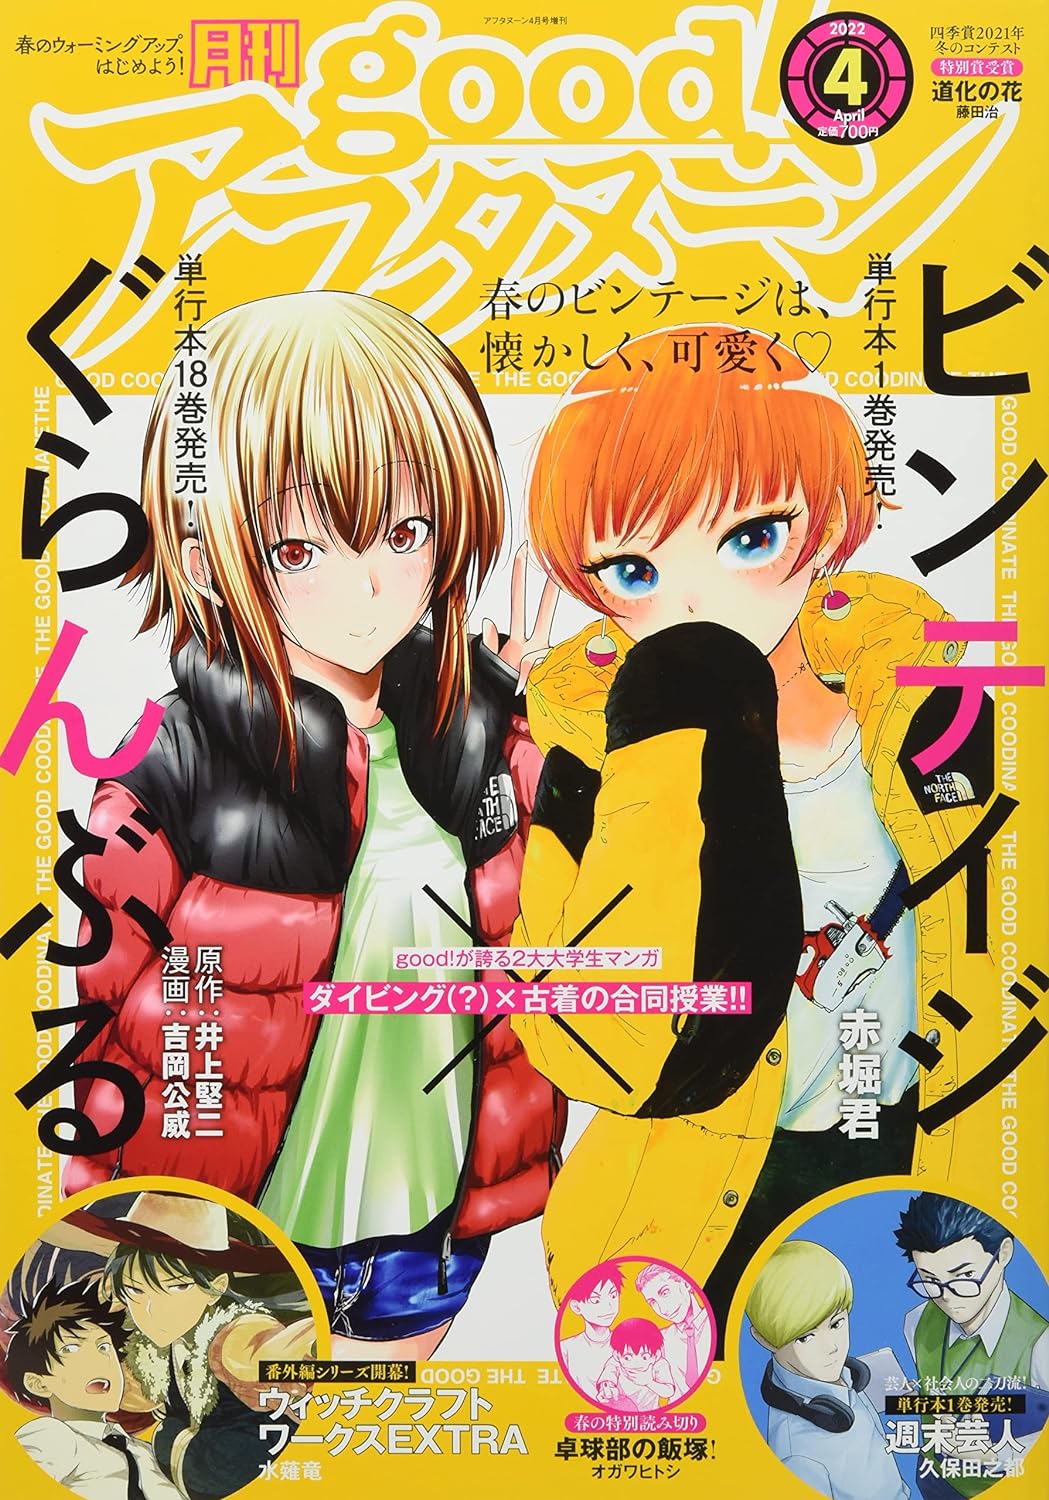 アフタヌーン4月号増刊
春のウォーミングアップ、
はじめよう!
月刊
good!
アフタヌーン
2022
4
April
定価700円
四季賞2021年
冬のコンテスト
特別賞受賞
道化の花
藤田治
春のビンテージは、
懐かしく、可愛く♡
単行本1巻発売!
ビンテイジ
赤堀君
単行本18巻発売!
ぐらんぶる
原作:井上堅二
漫画:吉岡公威
THE GOOD COODINATE
THE
NORTH
FACE
good!が誇る2大大学生マンガ
ダイビング(?)×古着の合同授業!!
番外編シリーズ開幕!
ウィッチクラフト
ワークスEXTRA
水薙竜
春の特別読み切り
卓球部の飯塚!
オガワヒトシ
芸人×社会人の二刀流!
単行本1巻発売!
週末芸人
久保田之都